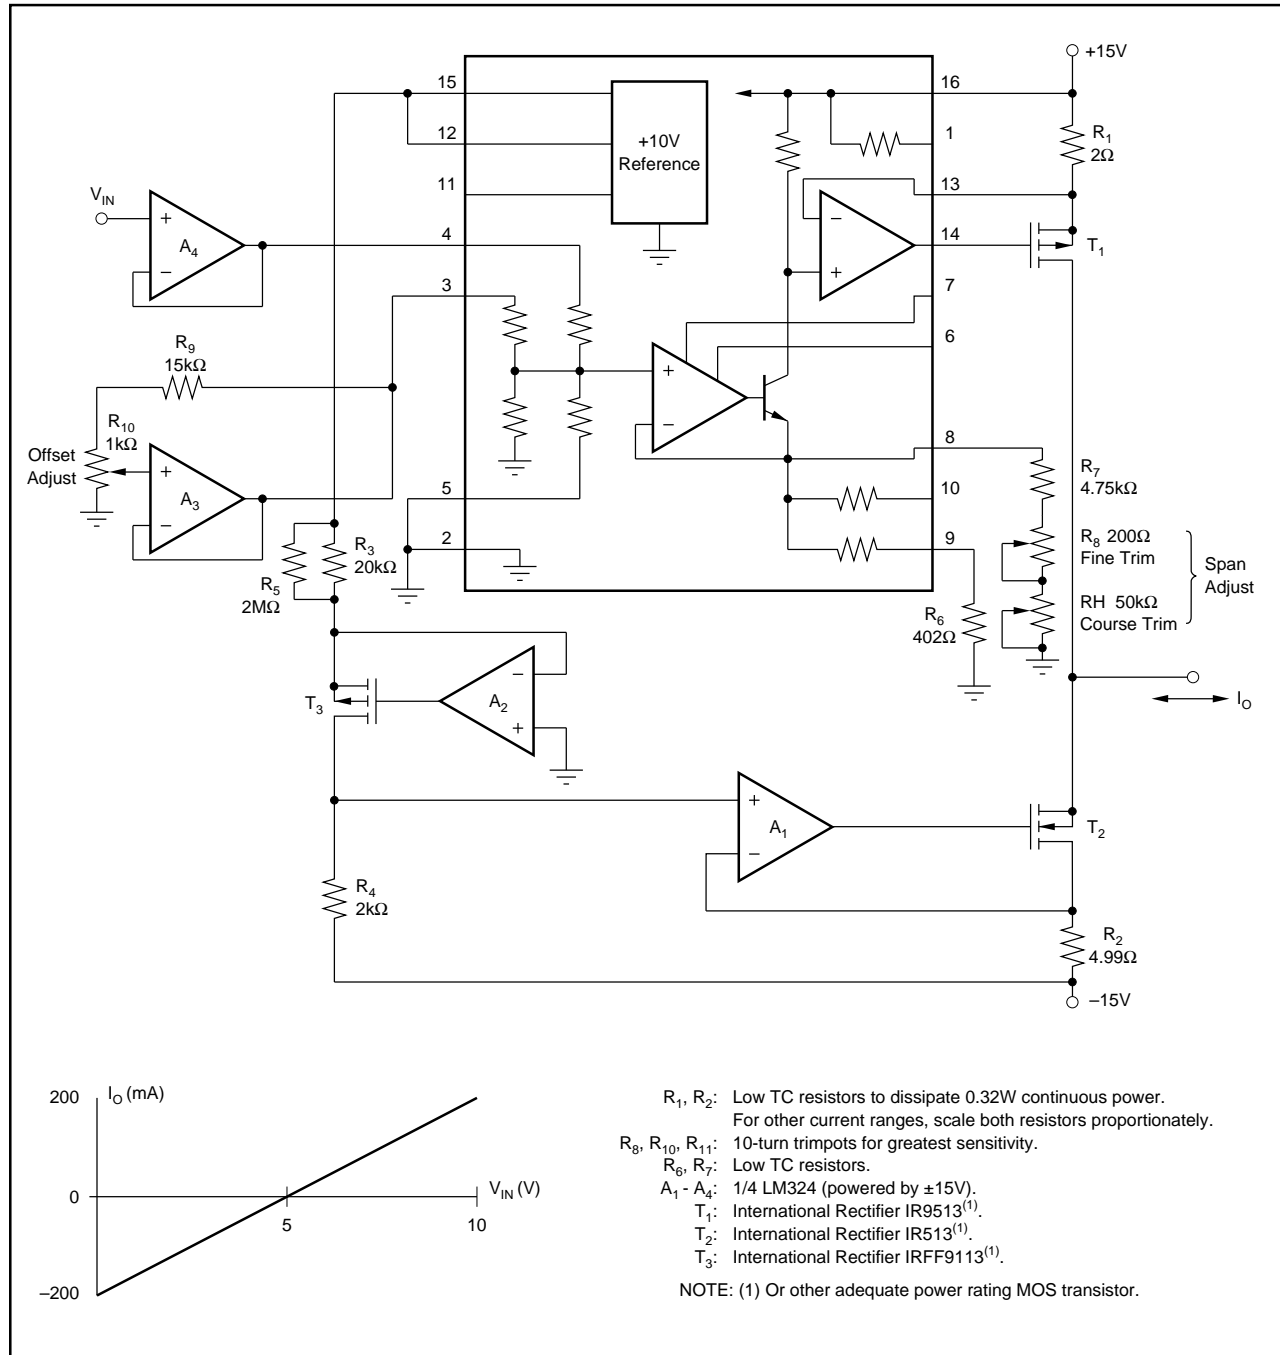 +15V
15
16
12
+10V
Reference
1
R1
2Ω
11
13
VIN
+
A4
–
4
–
14
T1
+
3
7
6
R9
15kΩ
+
–
R10
1kΩ
Offset
Adjust
+
A3
–
8
R7
4.75kΩ
5
10
2
9
R8 200Ω
Fine Trim
Span
Adjust
R3
20kΩ
R5
2MΩ
RH 50kΩ
Course Trim
R6
402Ω
–
T3
A2
+
IO
+
A1
–
T2
R4
2kΩ
R2
4.99Ω
–15V
IO (mA)
200
0
–200
VIN (V)
5
10
R1, R2: Low TC resistors to dissipate 0.32W continuous power.
For other current ranges, scale both resistors proportionately.
R8, R10, R11: 10-turn trimpots for greatest sensitivity.
R6, R7: Low TC resistors.
A1 - A4: 1/4 LM324 (powered by ±15V).
T1: International Rectifier IR9513(1).
T2: International Rectifier IR513(1).
T3: International Rectifier IRFF9113(1).
NOTE: (1) Or other adequate power rating MOS transistor.